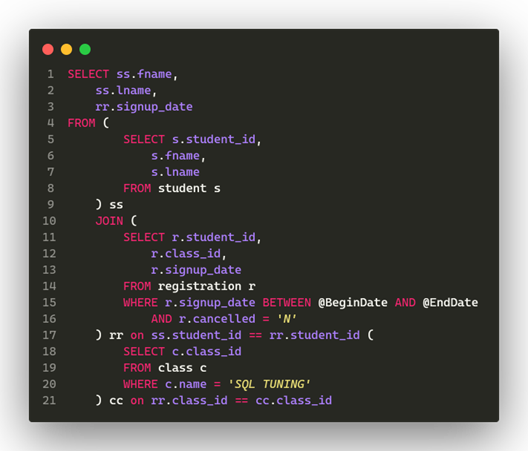 1 SELECT ss.fname,
2 ss.lname,
3 rr.signup_date
4 FROM (
5 SELECT s.student_id,
6 s.fname,
7 s.lname
8 FROM student s
9 ) ss
10 JOIN (
11 SELECT r.student_id,
12 r.class_id,
13 r.signup_date
14 FROM registration r
15 WHERE r.signup_date BETWEEN @BeginDate AND @EndDate
16 AND r.cancelled = 'N'
17 ) rr on ss.student_id == rr.student_id (
18 SELECT c.class_id
19 FROM class c
20 WHERE c.name = 'SQL TUNING'
21 ) cc on rr.class_id == cc.class_id